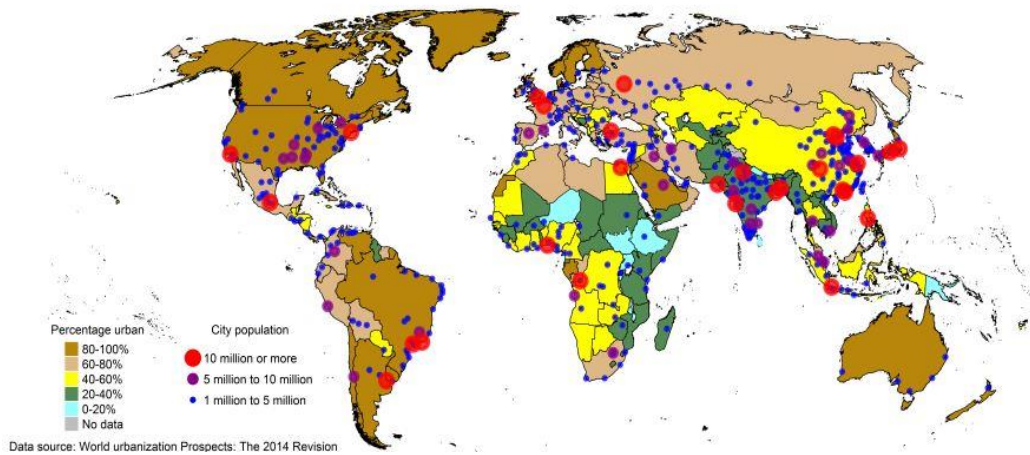 Percentage urban
80-100%
60-80%
40-60%
20-40%
0-20%
No data
City population
10 million or more
5 million to 10 million
1 million to 5 million
Data source: World urbanization Prospects: The 2014 Revision